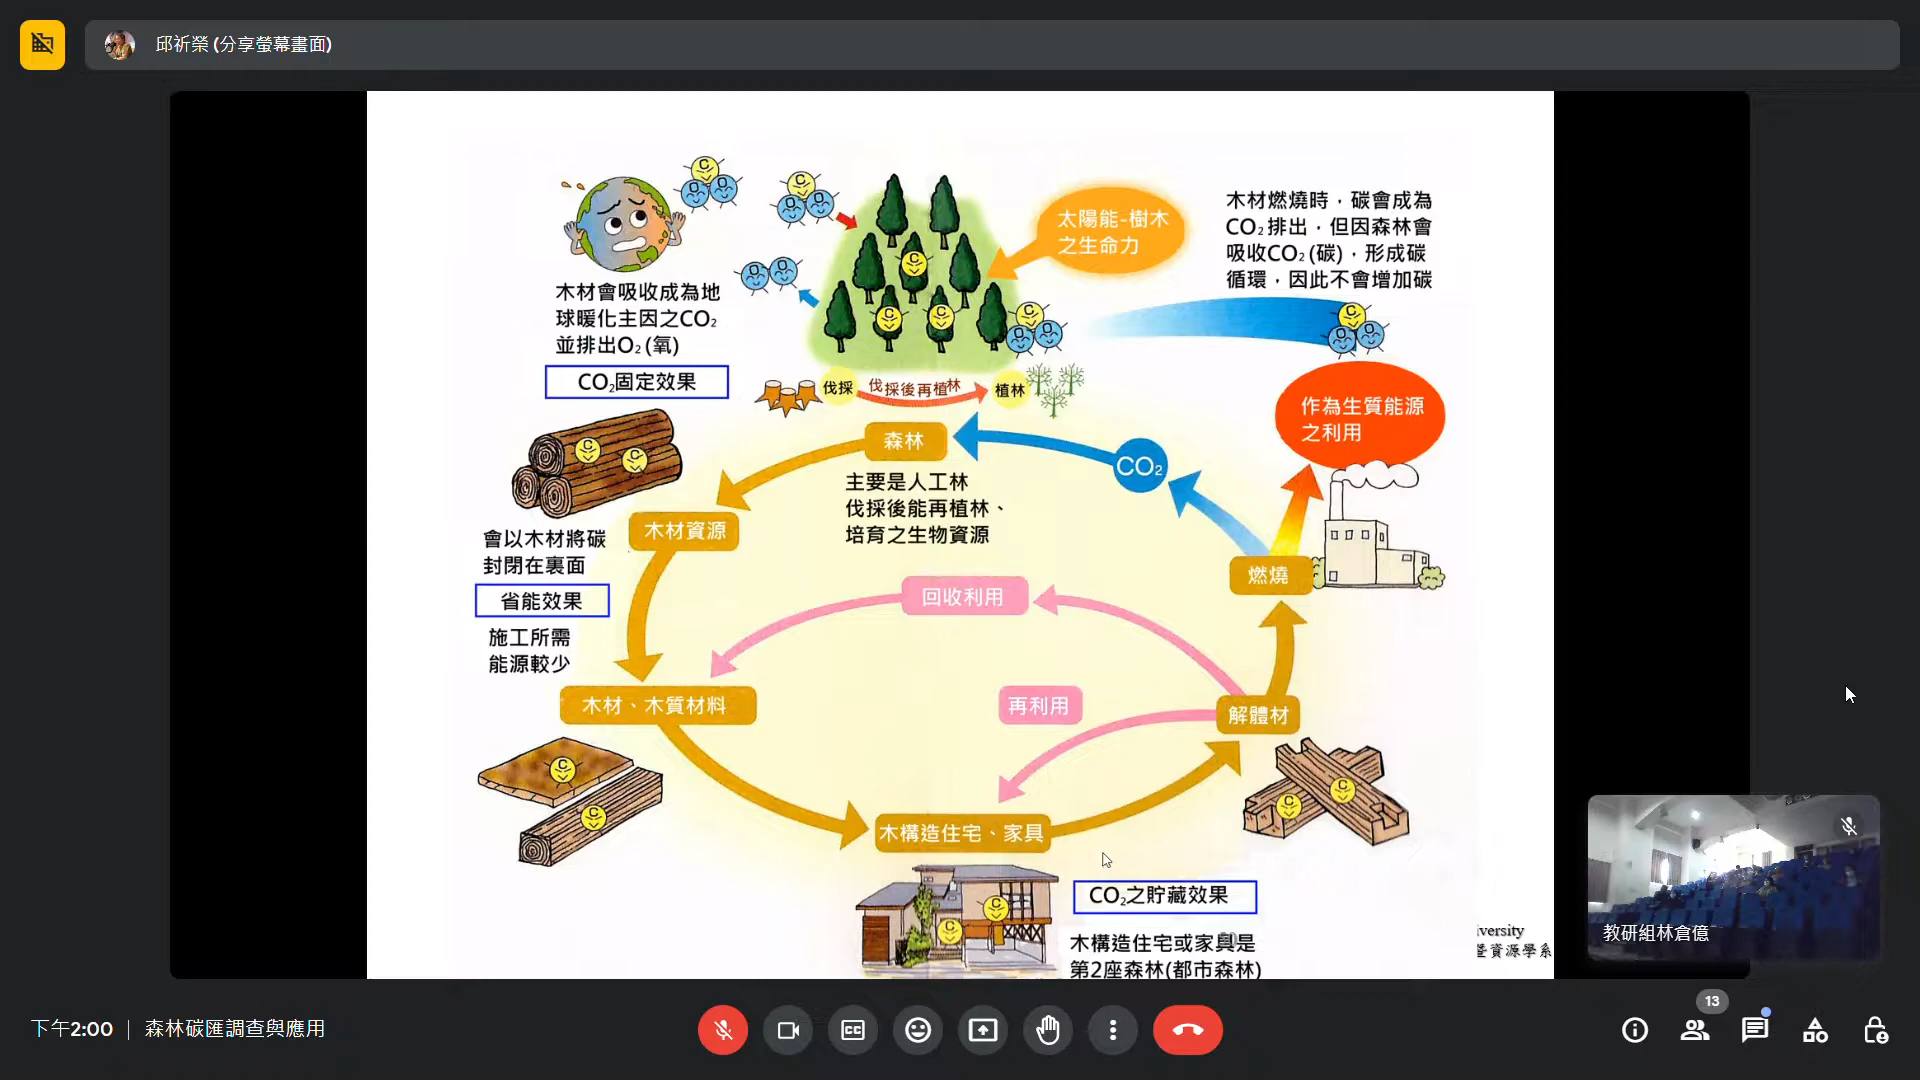 邱祈榮 (分享螢幕畫面)
太陽能-樹木
之生命力
木材燃燒時,碳會成為
CO₂排出,但因森林會
吸收CO₂(碳),形成碳
循環,因此不會增加碳
木材會吸收成為地
球暖化主因之CO₂
並排出O₂(氧)
CO₂固定效果
伐採
伐採後再植林
植林
作為生質能源
之利用
森林
CO₂
主要是人工林
伐採後能再植林、
培育之生物資源
木材資源
會以木材將碳
封閉在裏面
省能效果
施工所需
能源較少
燃燒
回收利用
木材、木質材料
再利用
解體材
木構造住宅、家具
CO₂之貯藏效果
木構造住宅或家具是
第2座森林(都市森林)
iversity
資源學系
教研組林倉億
下午2:00
森林碳匯調查與應用
13